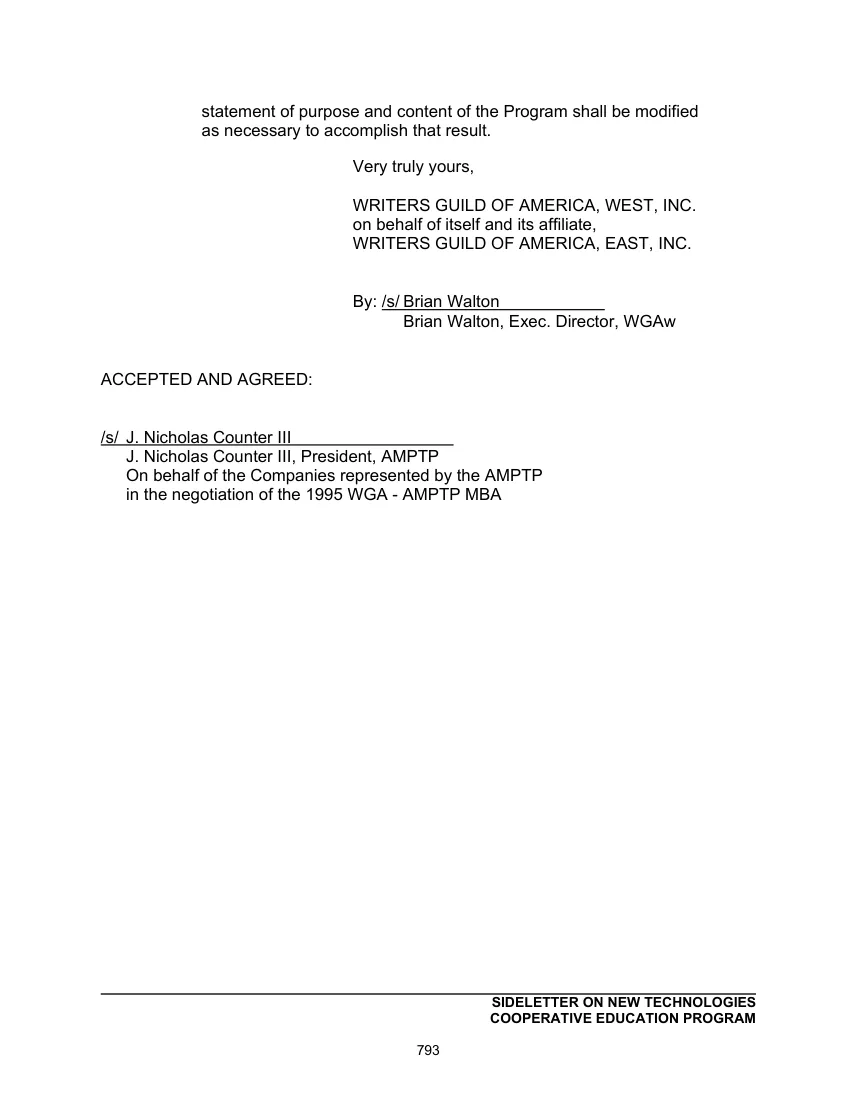 statement of purpose and content of the Program shall be modified
as necessary to accomplish that result.
Very truly yours,
WRITERS GUILD OF AMERICA, WEST, INC.
on behalf of itself and its affiliate,
WRITERS GUILD OF AMERICA, EAST, INC.
By: /s/ Brian Walton
Brian Walton, Exec. Director, WGAw
ACCEPTED AND AGREED:
/s/ J. Nicholas Counter III
J. Nicholas Counter III, President, AMPTP
On behalf of the Companies represented by the AMPTP
in the negotiation of the 1995 WGA - AMPTP MBA
SIDELETTER ON NEW TECHNOLOGIES
COOPERATIVE EDUCATION PROGRAM
793